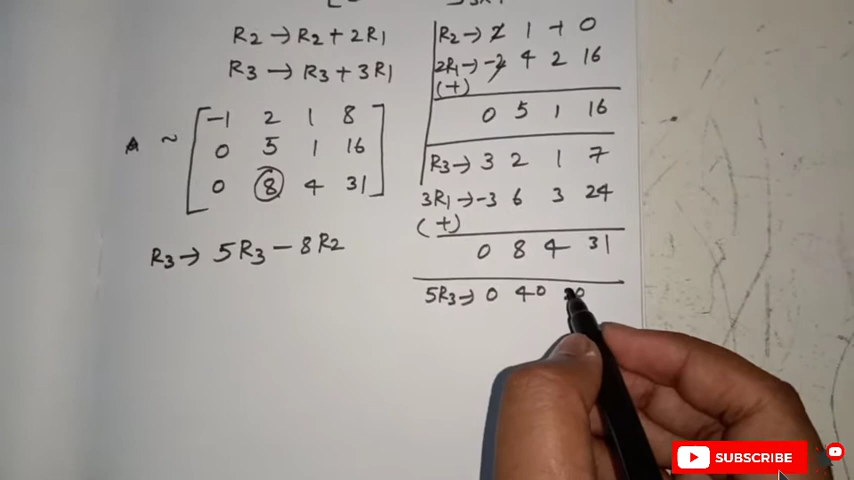 R2 → R2 + 2R1
R3 → R3 + 3R1
A ~ [ -1 2 1 8
0 5 1 16
0 8 4 31 ]
R3 → 5R3 - 8R2
R2 → 2 1 -1 0
2R1 → -2 4 2 16
(+)
0 5 1 16
R3 → 3 2 1 7
3R1 → -3 6 3 24
(+)
0 8 4 31
5R3 → 0 40
SUBSCRIBE